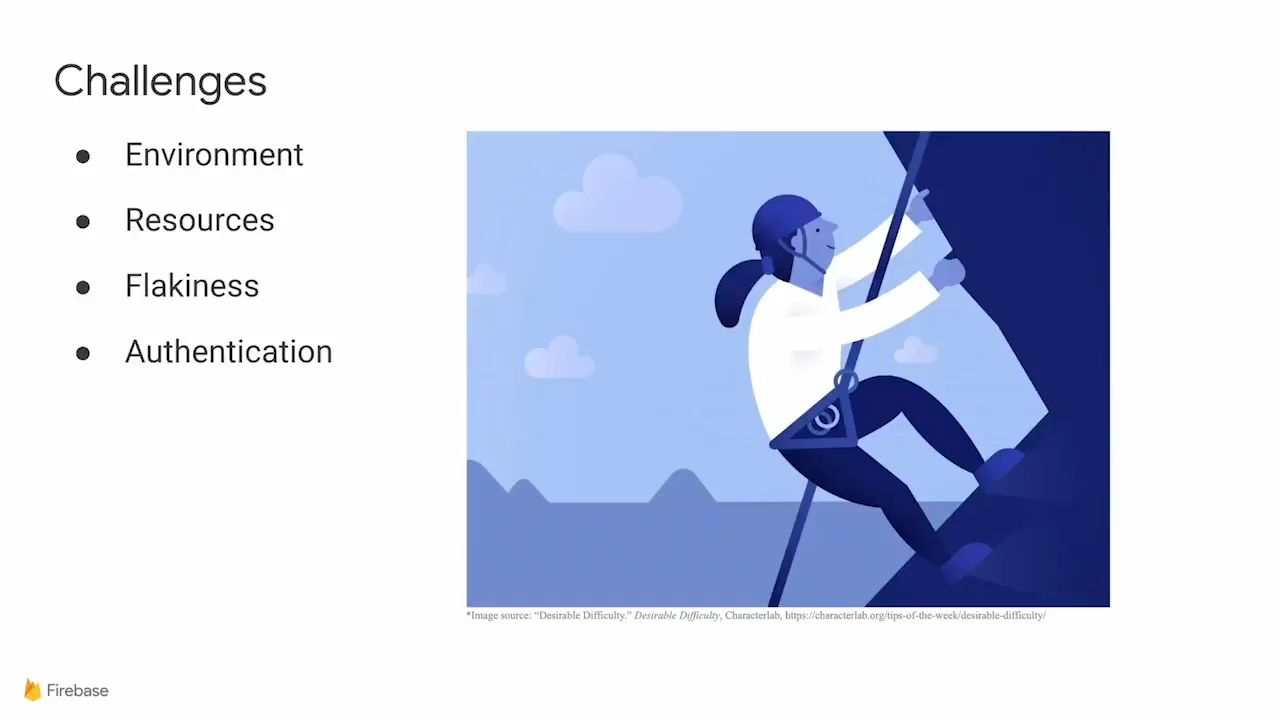 Challenges
● Environment
● Resources
● Flakiness
● Authentication
*Image source: “Desirable Difficulty.” Desirable Difficulty, Characterlab, https://characterlab.org/tips-of-the-week/desirable-difficulty/
Firebase